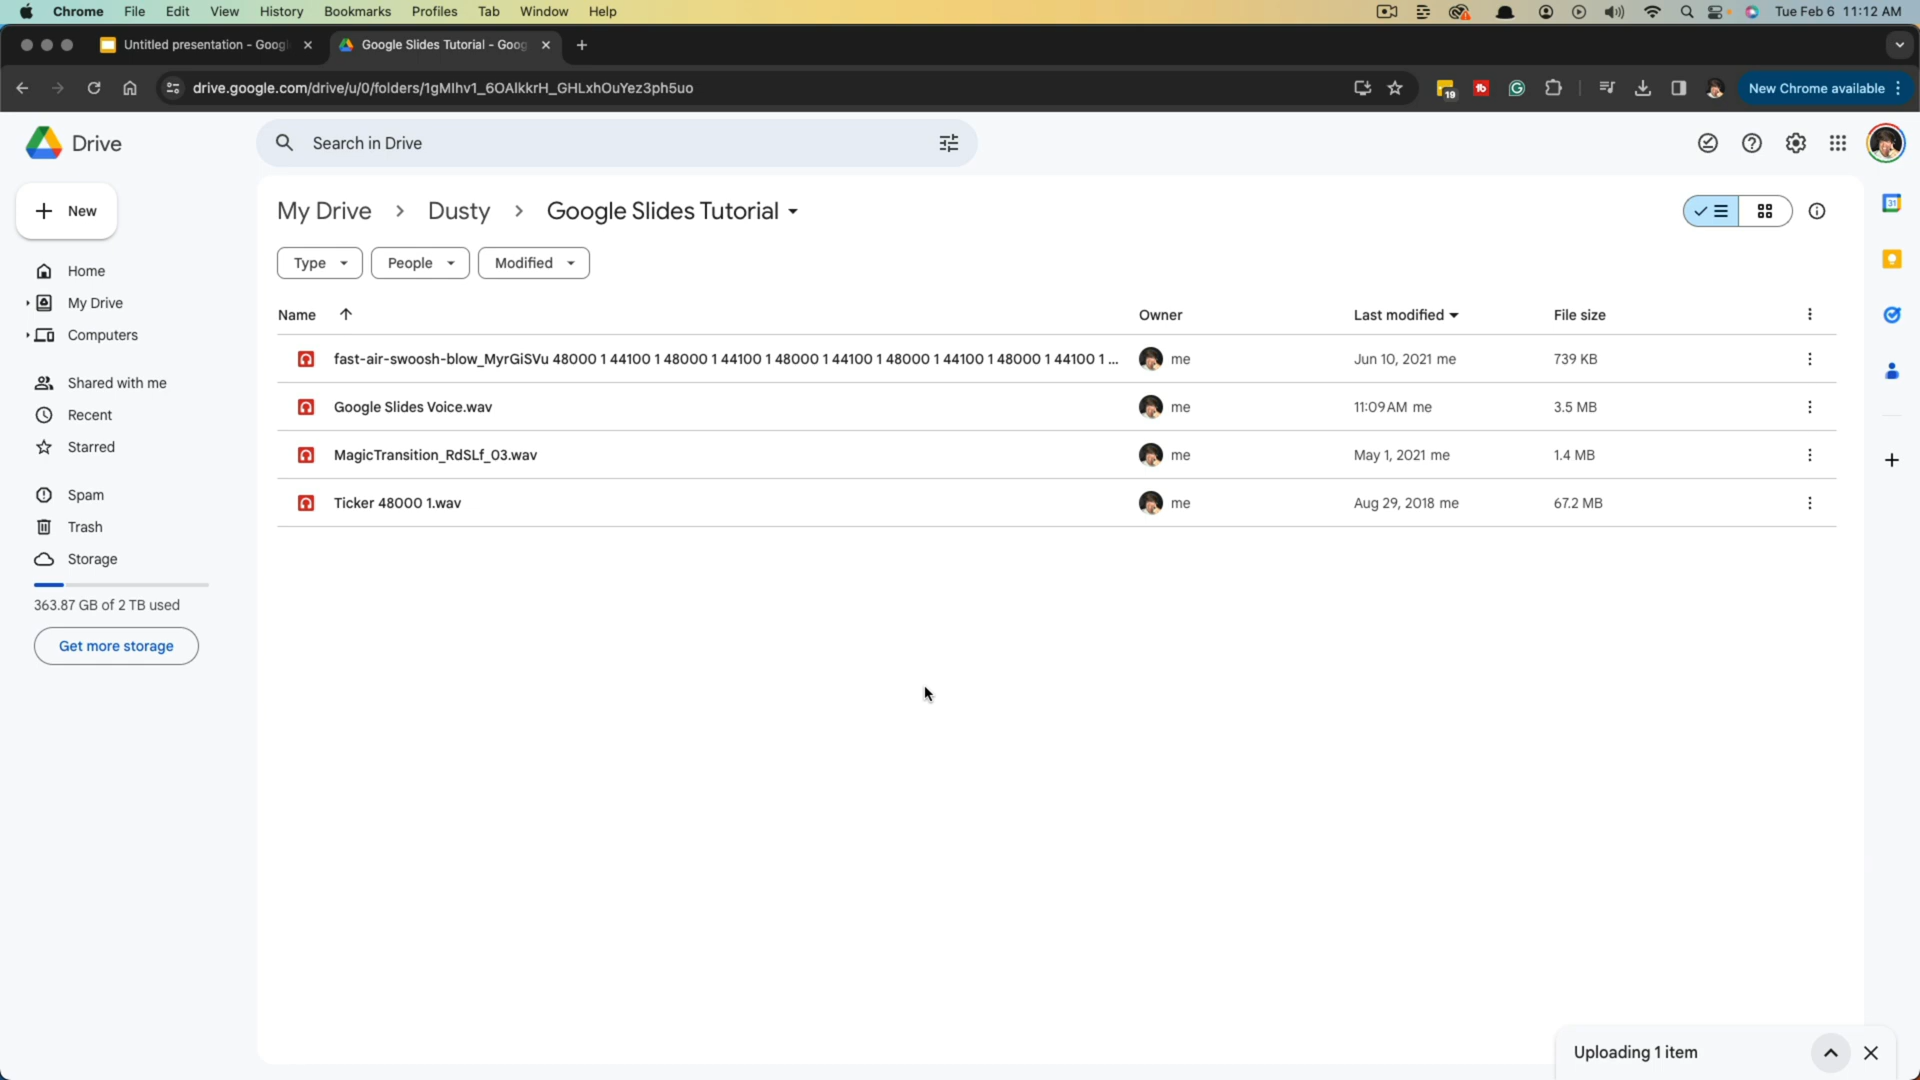 Chrome File Edit View History Bookmarks Profiles Tab Window Help Tue Feb 6 11:12 AM
Untitled presentation - Googl Google Slides Tutorial - Goog
drive.google.com/drive/u/0/folders/1gMIhv1_6OAIkkrH_GHLxhOuYez3ph5uo 19 New Chrome available
Drive Search in Drive
New My Drive > Dusty > Google Slides Tutorial 31
Type People Modified
Home
My Drive
Computers
Shared with me
Recent
Starred
Spam
Trash
Storage
363.87 GB of 2 TB used
Get more storage
Name Owner Last modified File size
fast-air-swoosh-blow_MyrGiSVu 48000 1 44100 1 48000 1 44100 1 48000 1 44100 1 48000 1 44100 1 48000 1 44100 1 ... me Jun 10, 2021 me 739 KB
Google Slides Voice.wav me 11:09 AM me 3.5 MB
MagicTransition_RdSLf_03.wav me May 1, 2021 me 1.4 MB
Ticker 48000 1.wav me Aug 29, 2018 me 67.2 MB
Uploading 1 item